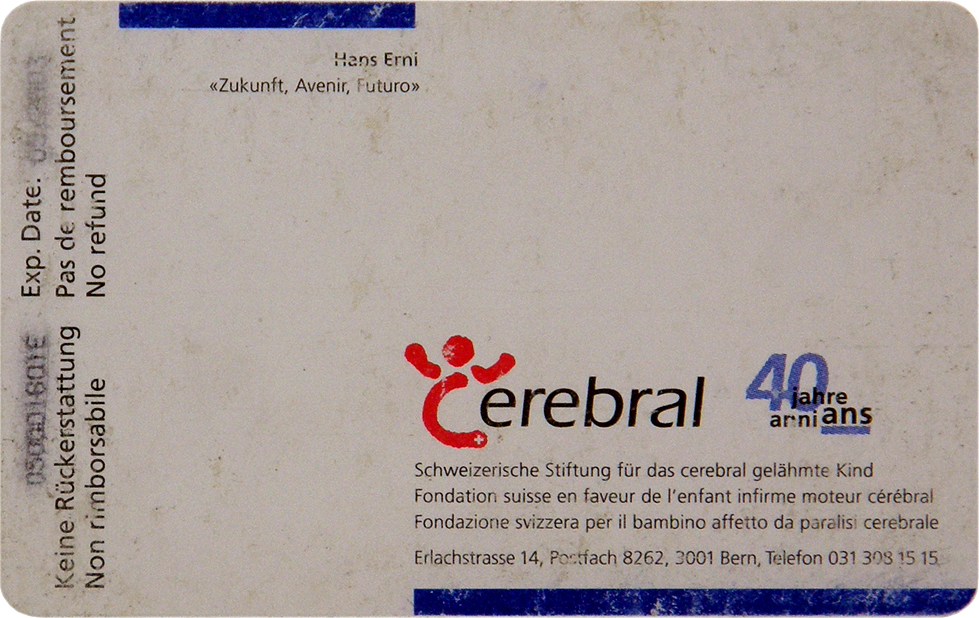 Hans Erni
«Zukunft, Avenir, Futuro»
Exp. Date:
Keine Rückerstattung Pas de remboursement
Non rimborsabile No refund
Cerebral
40 jahre
anni ans
Schweizerische Stiftung für das cerebral gelähmte Kind
Fondation suisse en faveur de l'enfant infirme moteur cérébral
Fondazione svizzera per il bambino affetto da paralisi cerebrale
Erlachstrasse 14, Postfach 8262, 3001 Bern, Telefon 031 308 15 15